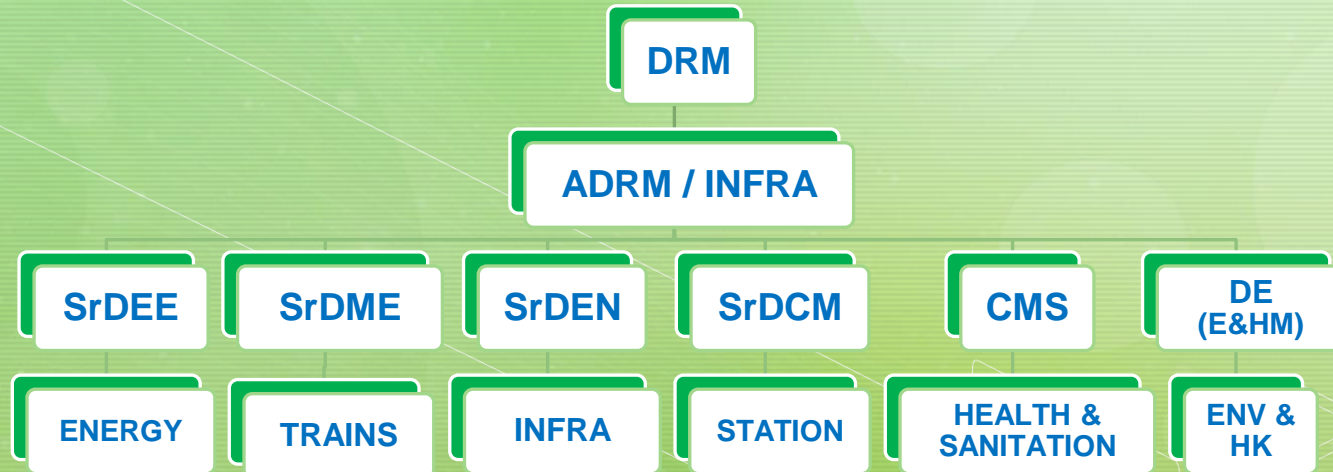 DRM
ADRM / INFRA
SrDEE
SrDME
SrDEN
SrDCM
CMS
DE
(E&HM)
ENERGY
TRAINS
INFRA
STATION
HEALTH &
SANITATION
ENV &
HK